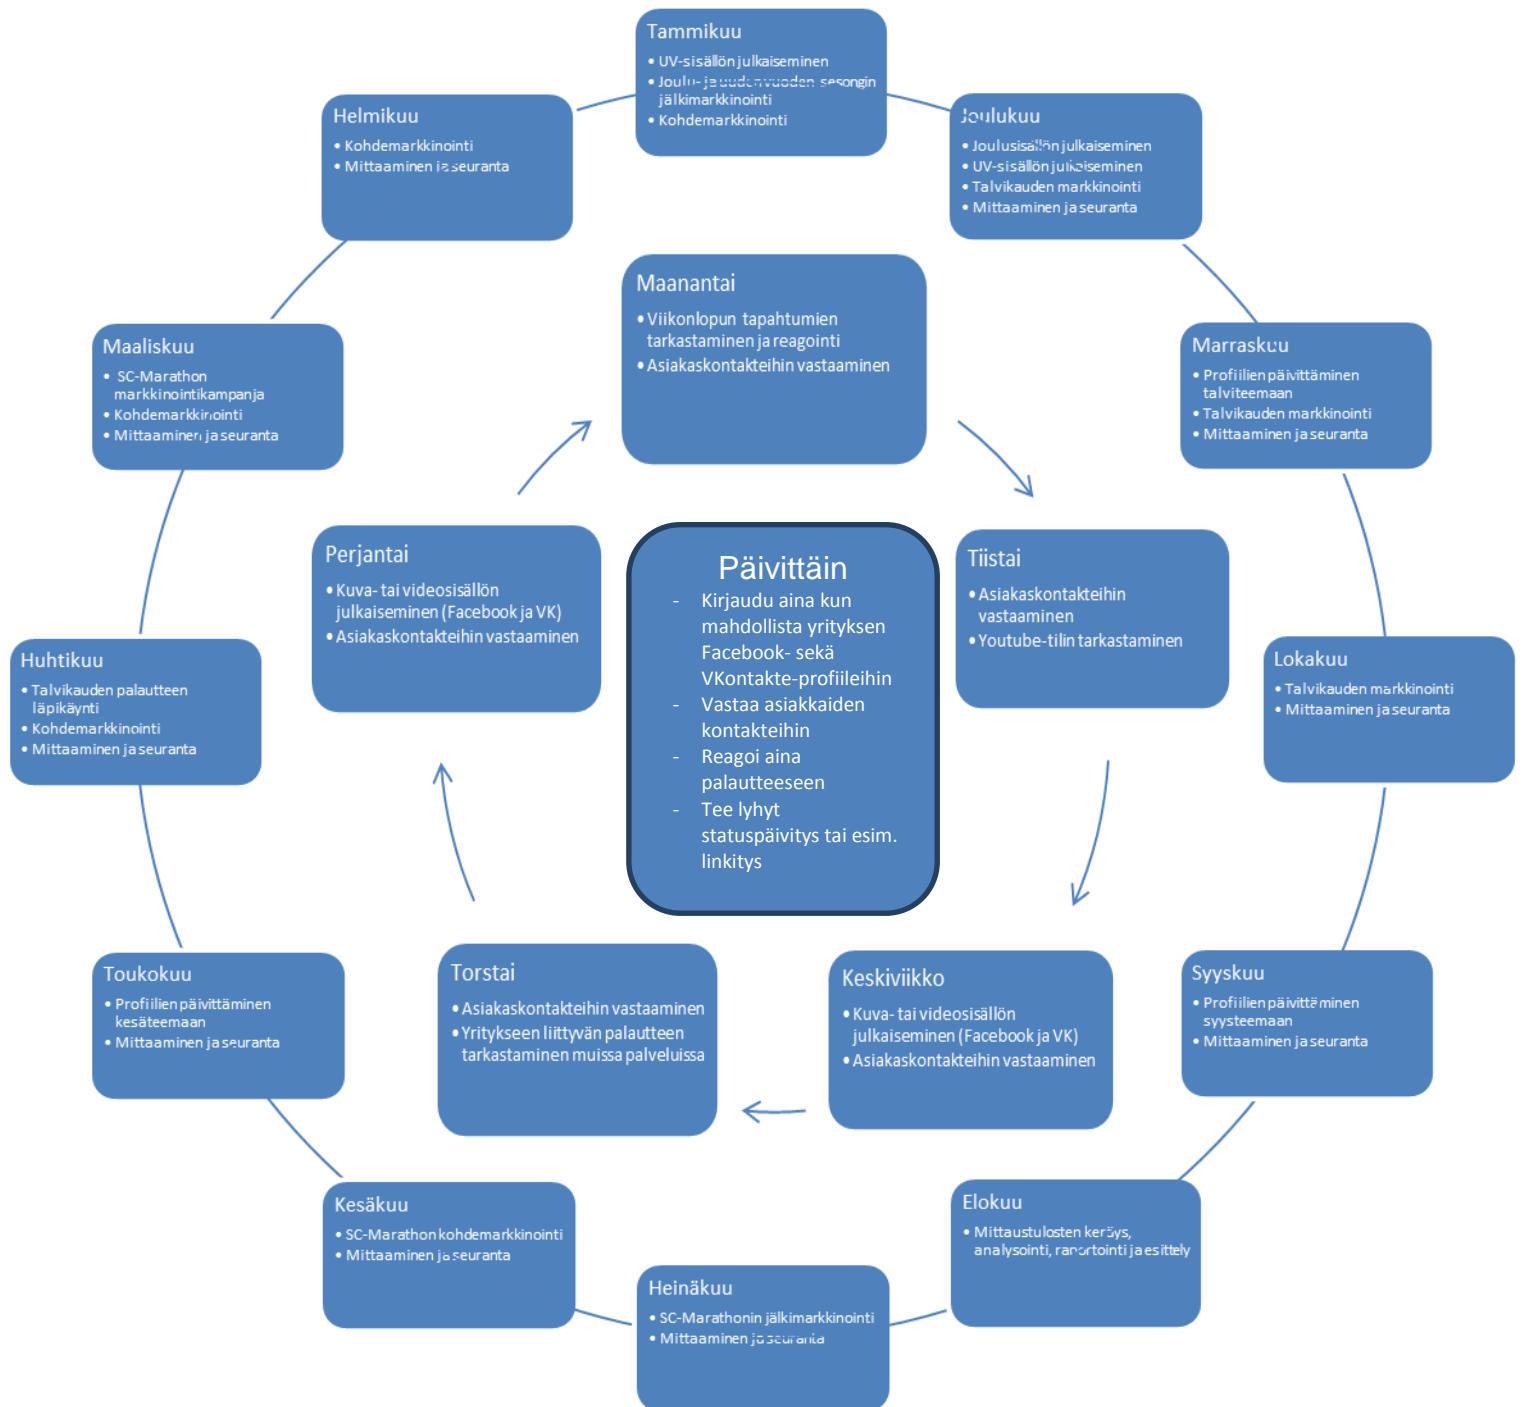 Tammikuu
• UV-sisällön julkaiseminen
• Joulu- ja uudenvuoden sesongin
jälkimarkkinointi
• Kohdemarkkinointi
Joulukuu
• Joulusisällön julkaiseminen
• UV-sisällön julkaiseminen
• Talvikauden markkinointi
• Mittaaminen ja seuranta
Marraskuu
• Profiilien päivittäminen
talviteemaan
• Talvikauden markkinointi
• Mittaaminen ja seuranta
Lokakuu
• Talvikauden markkinointi
• Mittaaminen ja seuranta
Syyskuu
• Profiilien päivittäminen
syysteemaan
• Mittaaminen ja seuranta
Elokuu
• Mittaustulosten keräys,
analysointi, raportointi ja esittely
Heinäkuu
• SC-Marathonin jälkimarkkinointi
• Mittaaminen ja seuranta
Kesäkuu
• SC-Marathon kohdemarkkinointi
• Mittaaminen ja seuranta
Toukokuu
• Profiilien päivittäminen
kesäteemaan
• Mittaaminen ja seuranta
Huhtikuu
• Talvikauden palautteen
läpikäynti
• Kohdemarkkinointi
• Mittaaminen ja seuranta
Maaliskuu
• SC-Marathon
markkinointikampanja
• Kohdemarkkinointi
• Mittaaminen ja seuranta
Helmikuu
• Kohdemarkkinointi
• Mittaaminen ja seuranta
Maanantai
• Viikonlopun tapahtumien
tarkastaminen ja reagointi
• Asiakaskontakteihin vastaaminen
Tiistai
• Asiakaskontakteihin
vastaaminen
• Youtube-tilin tarkastaminen
Keskiviikko
• Kuva- tai videosisällön
julkaiseminen (Facebook ja VK)
• Asiakaskontakteihin vastaaminen
Torstai
• Asiakaskontakteihin vastaaminen
• Yritykseen liittyvän palautteen
tarkastaminen muissa palveluissa
Perjantai
• Kuva- tai videosisällön
julkaiseminen (Facebook ja VK)
• Asiakaskontakteihin vastaaminen
Päivittäin
- Kirjaudu aina kun
mahdollista yrityksen
Facebook- sekä
VKontakte-profiileihin
- Vastaa asiakkaiden
kontakteihin
- Reagoi aina
palautteeseen
- Tee lyhyt
statuspäivitys tai esim.
linkitys